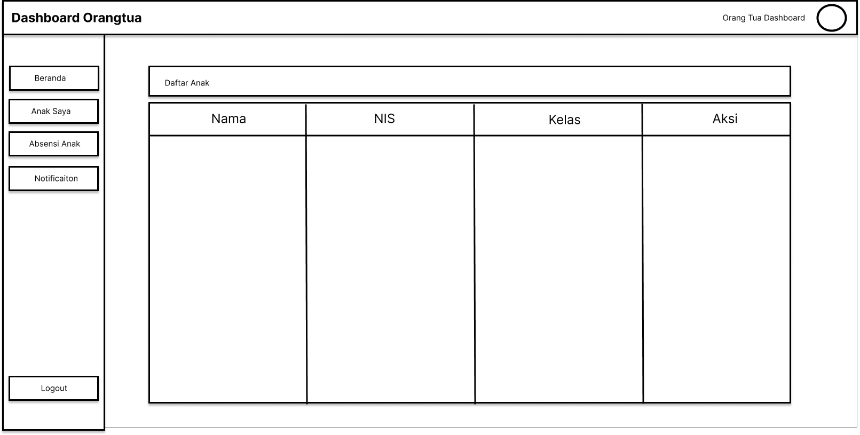 Dashboard Orangtua
Orang Tua Dashboard
Beranda
Anak Saya
Absensi Anak
Notificaiton
Logout
Daftar Anak
Nama
NIS
Kelas
Aksi